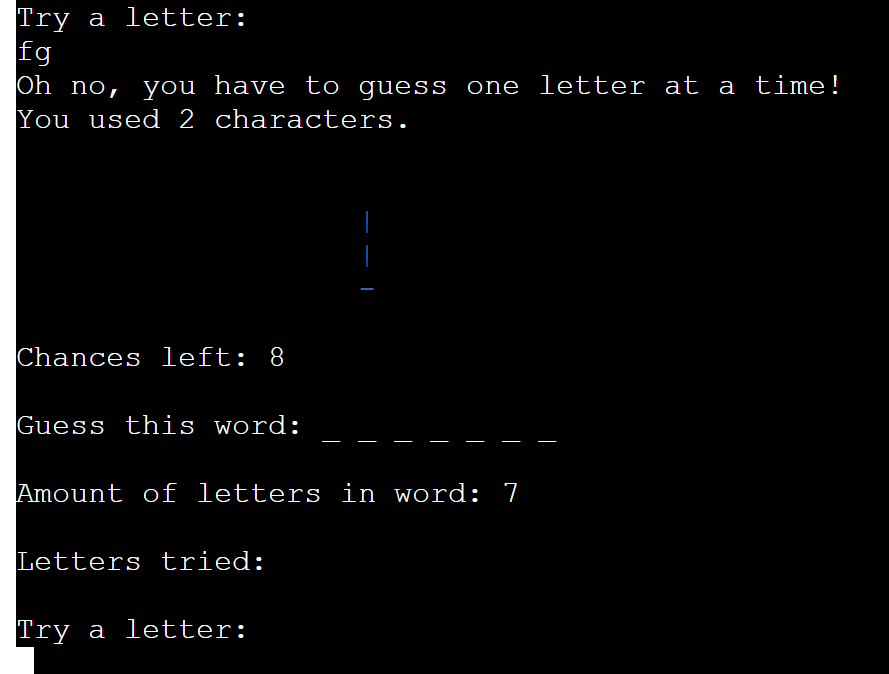 Try a letter:
fg
Oh no, you have to guess one letter at a time!
You used 2 characters.
|
|
_
Chances left: 8
Guess this word: _ _ _ _ _ _ _
Amount of letters in word: 7
Letters tried:
Try a letter: